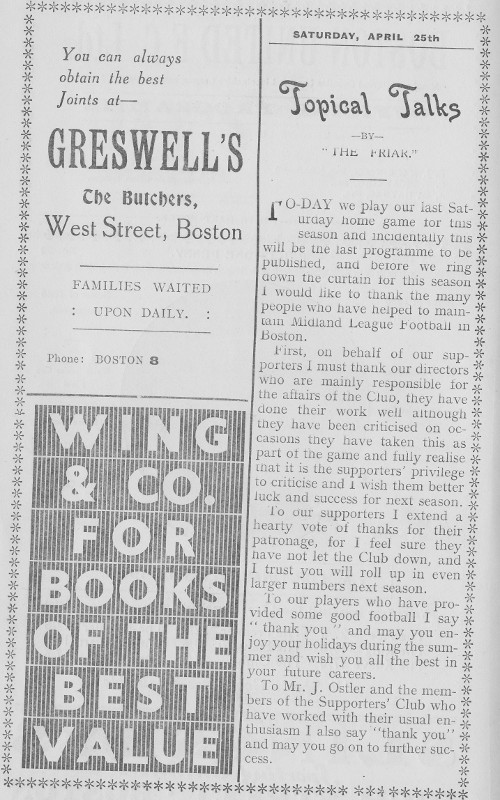 You can always
obtain the best
Joints at—
GRESWELL'S
The Butchers,
West Street, Boston
FAMILIES WAITED
: UPON DAILY. :
Phone: BOSTON 8
WING
& CO.
FOR
BOOKS
OF THE
BEST
VALUE
SATURDAY, APRIL 25th
Topical Talks
—BY—
"THE FRIAR."
TO-DAY we play our last Sat-
urday home game for this
season and incidentally this
will be the last programme to be
published, and before we ring
down the curtain for this season
I would like to thank the many
people who have helped to main-
tain Midland League Football in
Boston.
First, on behalf of our sup-
porters I must thank our directors
who are mainly responsible for
the affairs of the Club, they have
done their work well although
they have been criticised on oc-
casions they have taken this as
part of the game and fully realise
that it is the supporters' privilege
to criticise and I wish them better
luck and success for next season.
To our supporters I extend a
hearty vote of thanks for their
patronage, for I feel sure they
have not let the Club down, and
I trust you will roll up in even
larger numbers next season.
To our players who have pro-
vided some good football I say
"thank you" and may you en-
joy your holidays during the sum-
mer and wish you all the best in
your future careers.
To Mr. J. Ostler and the mem-
bers of the Supporters' Club who
have worked with their usual en-
thusiasm I also say "thank you"
and may you go on to further suc-
cess.